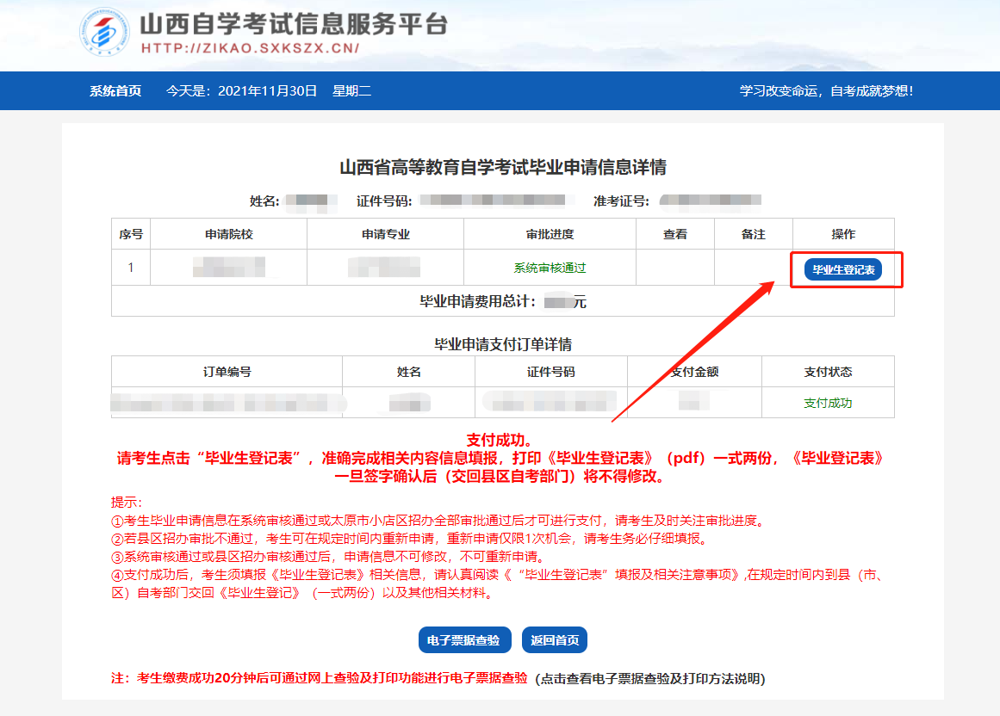 山西自学考试信息服务平台
HTTP://ZIKAO.SXKSZX.CN/
系统首页 今天是：2021年11月30日 星期二 学习改变命运，自考成就梦想！
山西省高等教育自学考试毕业申请信息详情
姓名: 证件号码: 准考证号:
序号 申请院校 申请专业 审批进度 查看 备注 操作
1 系统审核通过 毕业生登记表
毕业申请费用总计： 元
毕业申请支付订单详情
订单编号 姓名 证件号码 支付金额 支付状态
支付成功
支付成功。
请考生点击“毕业生登记表”，准确完成相关内容信息填报，打印《毕业生登记表》（pdf）一式两份，《毕业登记表》
一旦签字确认后（交回县区自考部门）将不得修改。
提示：
①考生毕业申请信息在系统审核通过或太原市小店区招办全部审批通过后才可进行支付，请考生及时关注审批进度。
②若县区招办审批不通过，考生可在规定时间内重新申请，重新申请仅限1次机会，请考生务必仔细填报。
③系统审核通过或县区招办审核通过后，申请信息不可修改，不可重新申请。
④支付成功后，考生须填报《毕业生登记表》相关信息，请认真阅读《“毕业生登记表”填报及相关注意事项》,在规定时间内到县（市、
区）自考部门交回《毕业生登记》（一式两份）以及其他相关材料。
电子票据查验 返回首页
注：考生缴费成功20分钟后可通过网上查验及打印功能进行电子票据查验 (点击查看电子票据查验及打印方法说明)